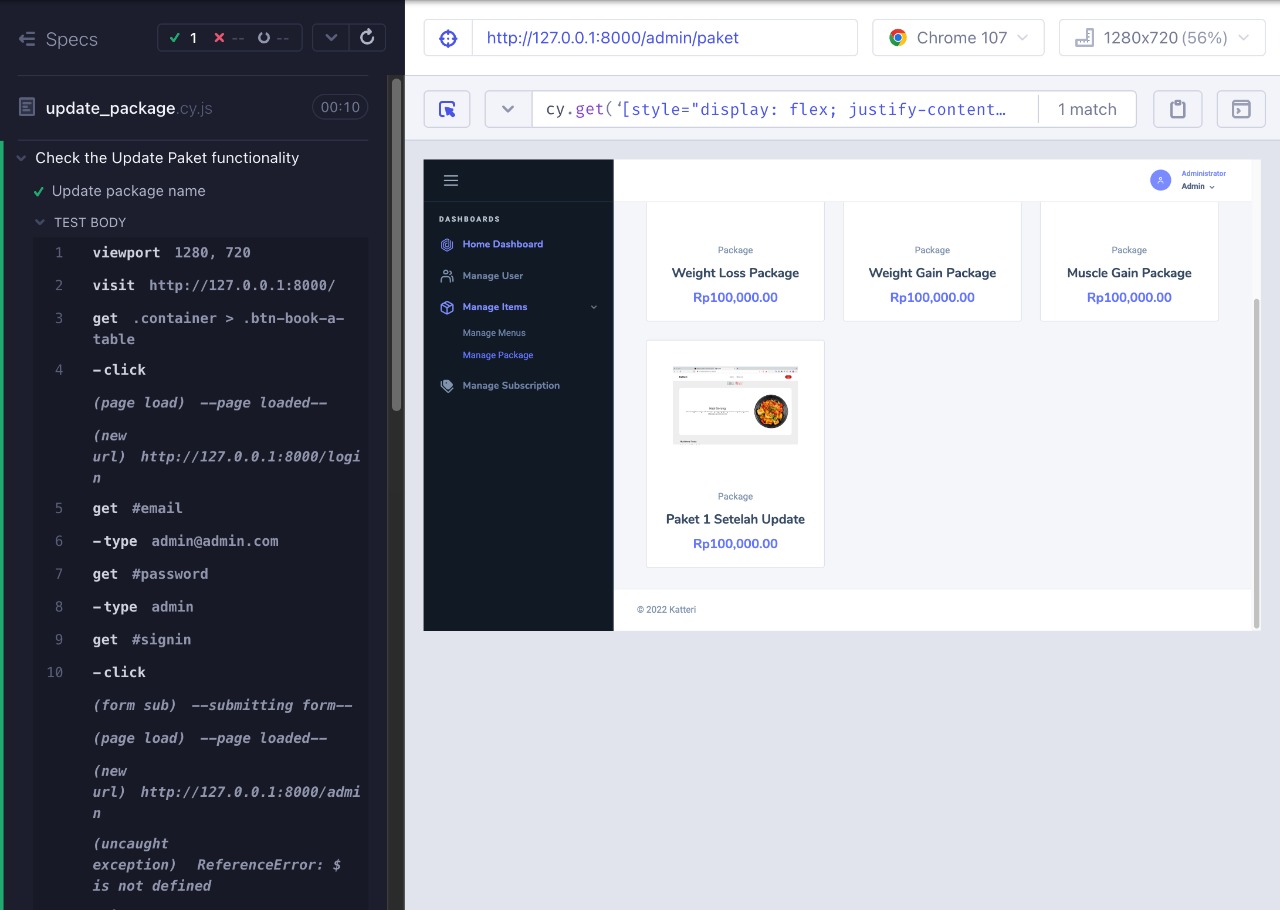 Specs
1 -- --
update_package.cy.js 00:10
Check the Update Paket functionality
Update package name
TEST BODY
1 viewport 1280, 720
2 visit http://127.0.0.1:8000/
3 get .container > .btn-book-a-
table
4 -click
(page load) --page loaded--
(new
url) http://127.0.0.1:8000/logi
n
5 get #email
6 -type admin@admin.com
7 get #password
8 -type admin
9 get #signin
10 -click
(form sub) --submitting form--
(page load) --page loaded--
(new
url) http://127.0.0.1:8000/admi
n
(uncaught
exception) ReferenceError: $
is not defined
http://127.0.0.1:8000/admin/paket
Chrome 107
1280x720 (56%)
cy.get('[style="display: flex; justify-content…
1 match
Administrator
Admin
DASHBOARDS
Home Dashboard
Manage User
Manage Items
Manage Menus
Manage Package
Manage Subscription
Package
Weight Loss Package
Rp100,000.00
Package
Weight Gain Package
Rp100,000.00
Package
Muscle Gain Package
Rp100,000.00
Package
Paket 1 Setelah Update
Rp100,000.00
© 2022 Katteri